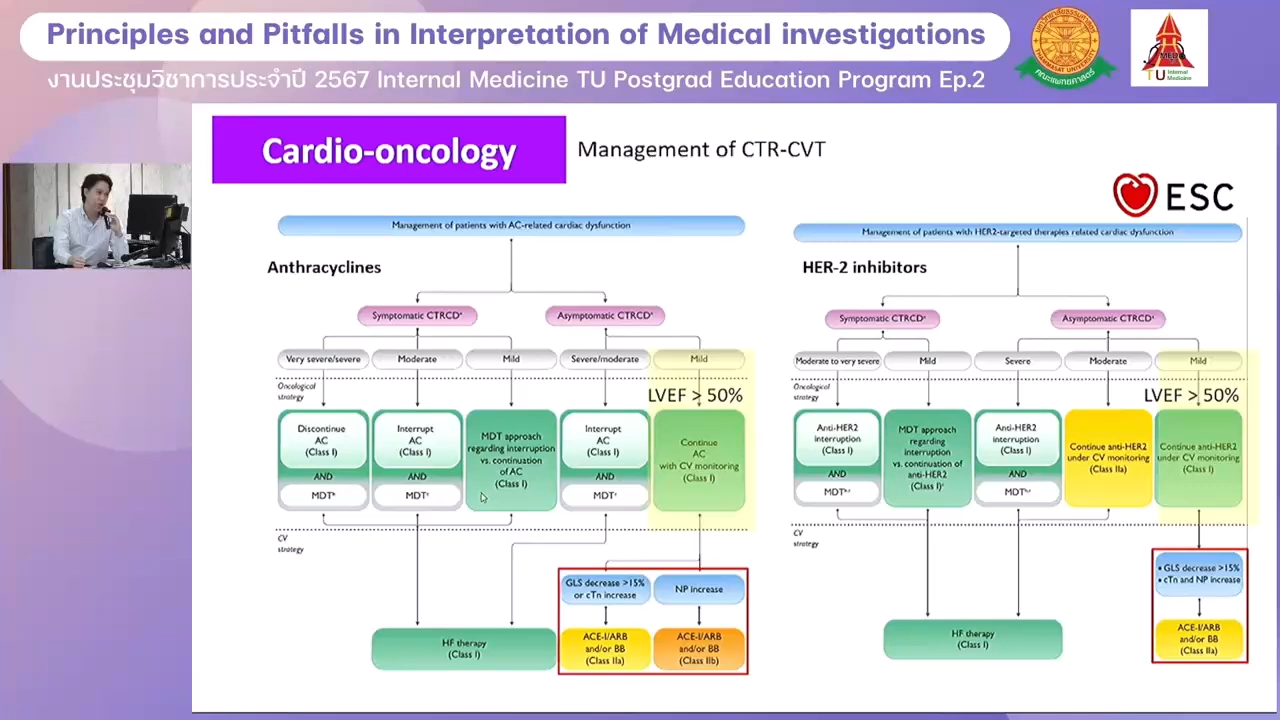 Principles and Pitfalls in Interpretation of Medical investigations
งานประชุมวิชาการประจำปี 2567 Internal Medicine TU Postgrad Education Program Ep.2
TU Internal
Medicine
Cardio-oncology
Management of CTR-CVT
ESC
Management of patients with AC-related cardiac dysfunction
Anthracyclines
Symptomatic CTRCDᵃ
Asymptomatic CTRCDᵃ
Very severe/severe
Moderate
Mild
Severe/moderate
Mild
Oncological
strategy
LVEF > 50%
Discontinue
AC
(Class I)
AND
MDTᵇ
Interrupt
AC
(Class I)
AND
MDTᶜ
MDT approach
regarding interruption
vs. continuation
of AC
(Class I)
Interrupt
AC
(Class I)
AND
MDTᶜ
Continue
AC
with CV monitoring
(Class I)
CV
strategy
GLS decrease >15%
or cTn increase
NP increase
HF therapy
(Class I)
ACE-I/ARB
and/or BB
(Class IIa)
ACE-I/ARB
and/or BB
(Class IIb)
Management of patients with HER2-targeted therapies related cardiac dysfunction
HER-2 inhibitors
Symptomatic CTRCDᵃ
Asymptomatic CTRCDᵃ
Moderate to very severe
Mild
Severe
Moderate
Mild
Oncological
strategy
LVEF > 50%
Anti-HER2
interruption
(Class I)
AND
MDT
MDT approach
regarding
interruption
vs. continuation of
anti-HER2
(Class I)
Anti-HER2
interruption
(Class I)
AND
MDT
Continue anti-HER2
under CV monitoring
(Class IIa)
Continue anti-HER2
under CV monitoring
(Class I)
CV
strategy
• GLS decrease >15%
• cTn and NP increase
HF therapy
(Class I)
ACE-I/ARB
and/or BB
(Class IIa)